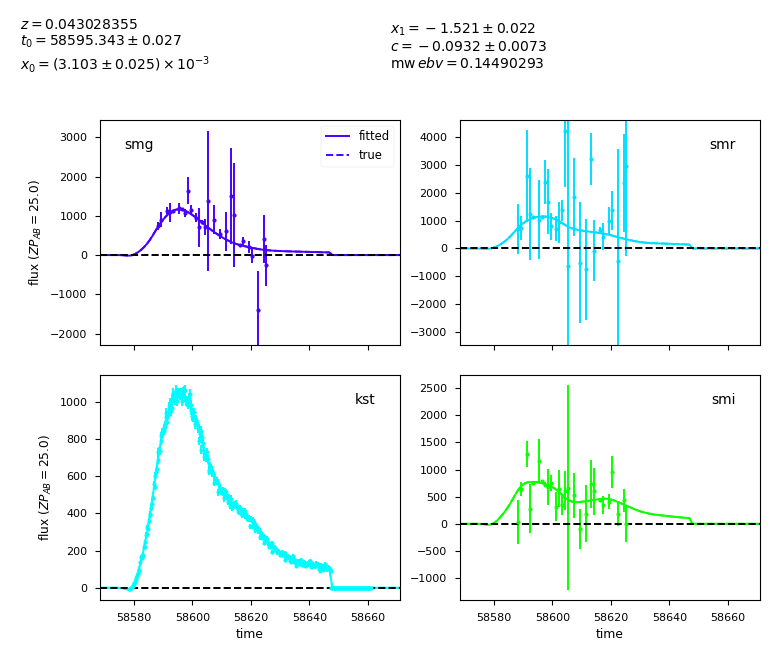 z = 0.043028355
t₀ = 58595.343 ± 0.027
x₀ = (3.103 ± 0.025) × 10⁻³
x₁ = −1.521 ± 0.022
c = −0.0932 ± 0.0073
mw ebv = 0.14490293
smg
fitted
true
3000
2000
1000
0
−1000
−2000
flux (ZP_AB = 25.0)
smr
4000
3000
2000
1000
0
−1000
−2000
−3000
kst
1000
800
600
400
200
0
flux (ZP_AB = 25.0)
58580 58600 58620 58640 58660
time
smi
2500
2000
1500
1000
500
0
−500
−1000
58580 58600 58620 58640 58660
time